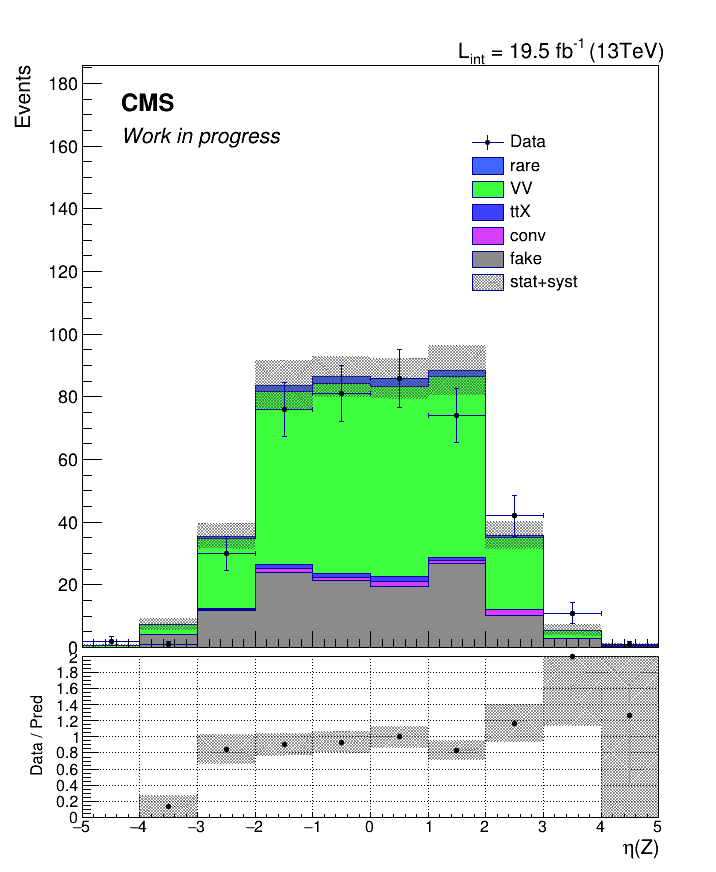 L_int = 19.5 fb^-1 (13TeV)
Events
180
160
140
120
100
80
60
40
20
0
CMS
Work in progress
Data
rare
VV
ttX
conv
fake
stat+syst
Data / Pred
2
1.8
1.6
1.4
1.2
1
0.8
0.6
0.4
0.2
0
−5 −4 −3 −2 −1 0 1 2 3 4 5
η(Z)